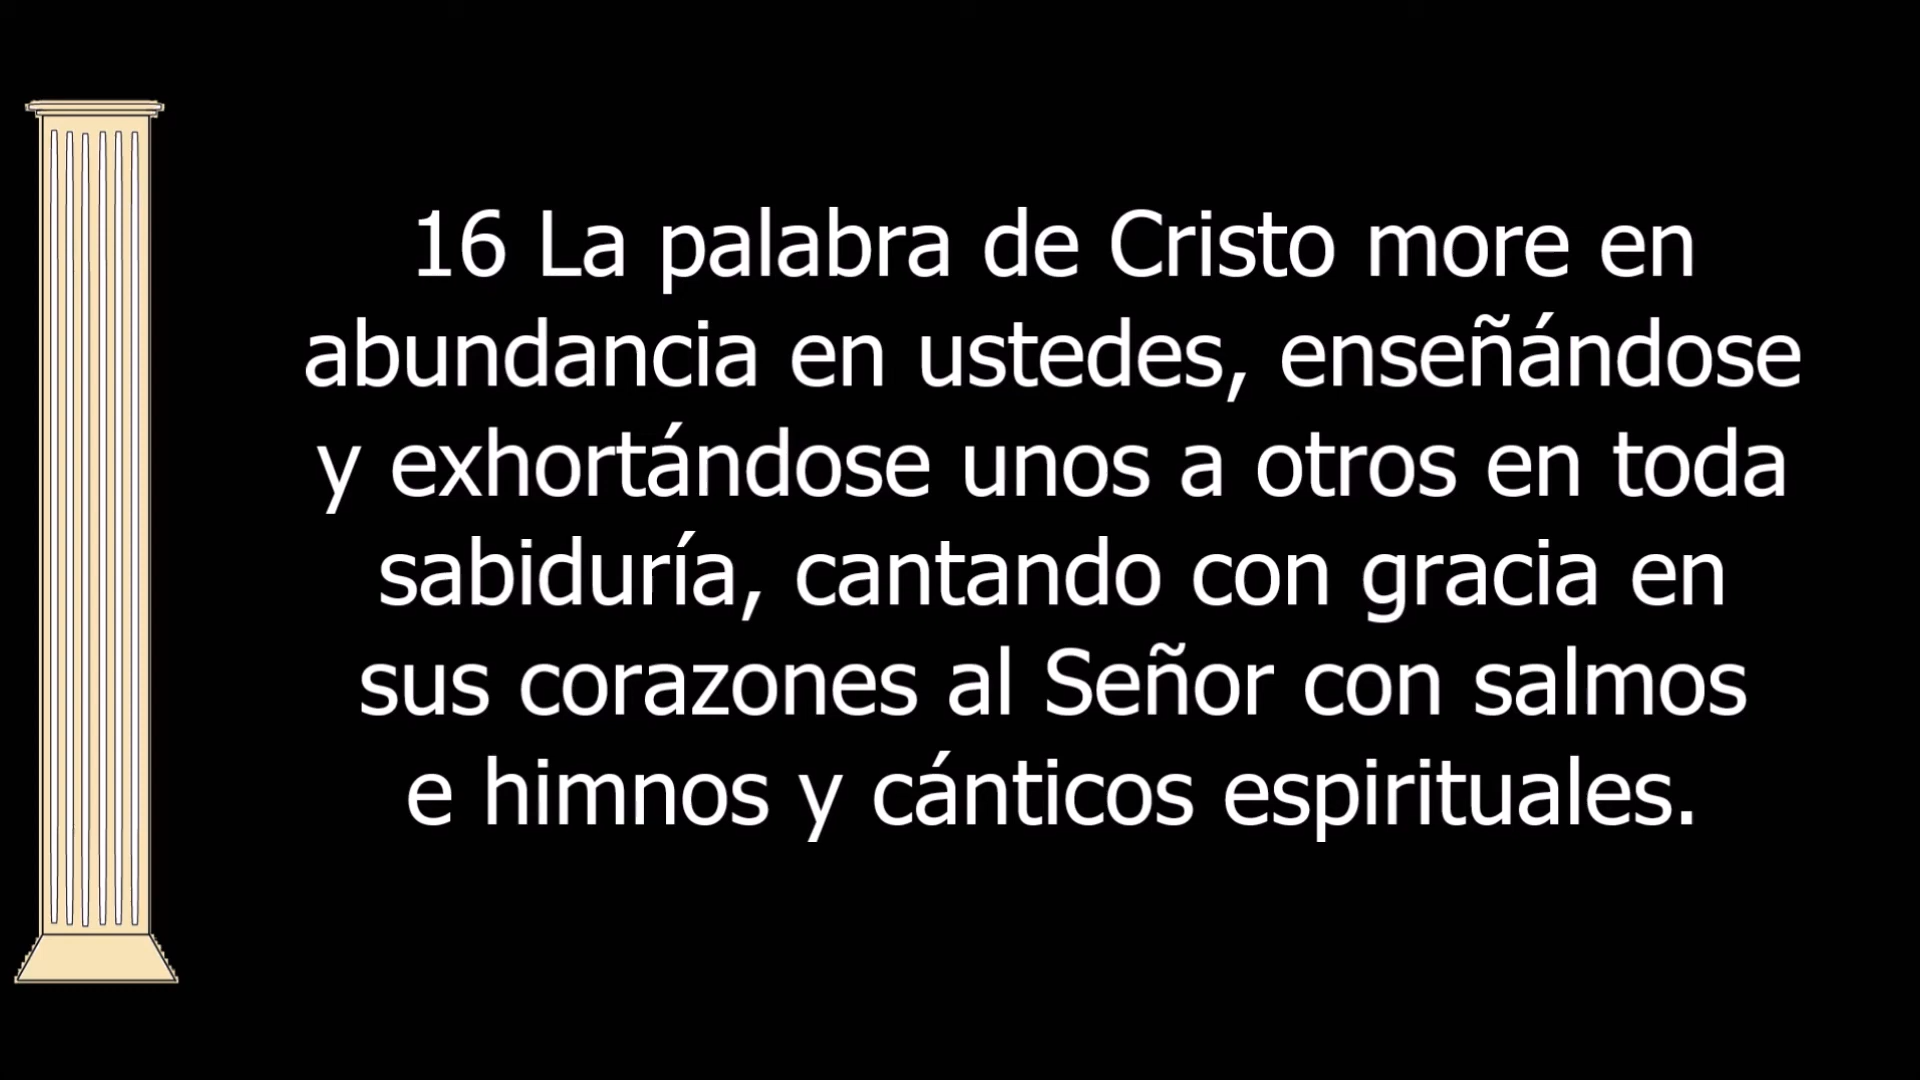 16 La palabra de Cristo more en
abundancia en ustedes, enseñándose
y exhortándose unos a otros en toda
sabiduría, cantando con gracia en
sus corazones al Señor con salmos
e himnos y cánticos espirituales.